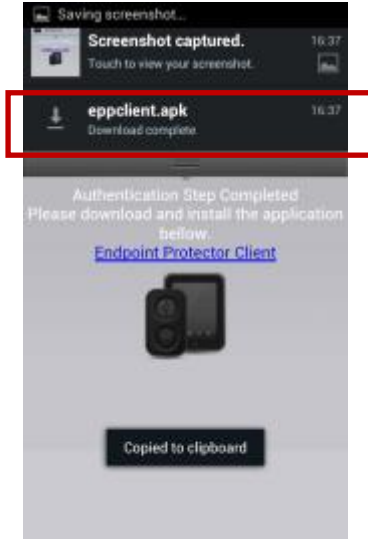 Saving screenshot...
Screenshot captured. 16:37
Touch to view your screenshot.
eppclient.apk 16:37
Download complete.
Authentication Step Completed
Please download and install the application
bellow.
Endpoint Protector Client
Copied to clipboard